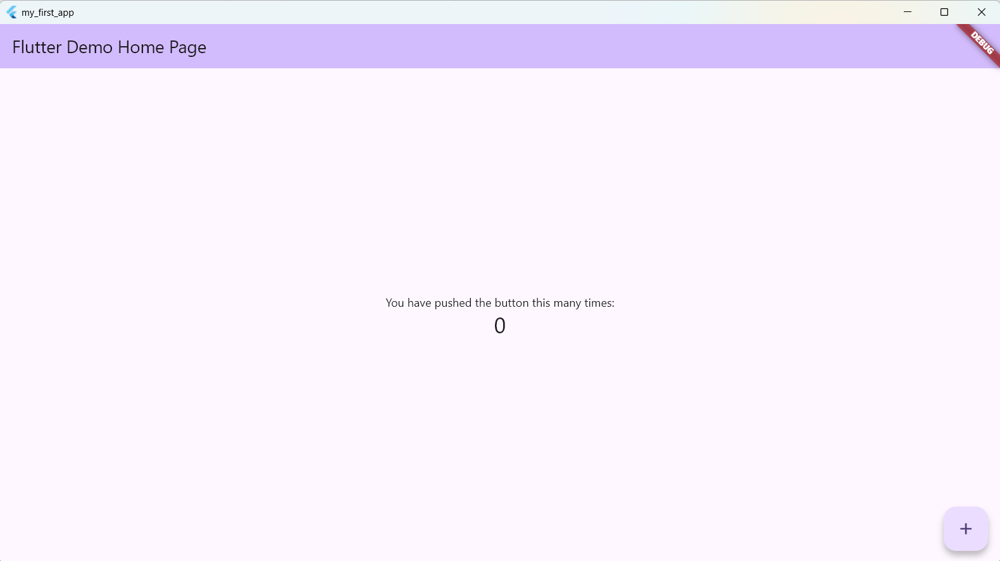 my_first_app
Flutter Demo Home Page
DEBUG
You have pushed the button this many times:
0